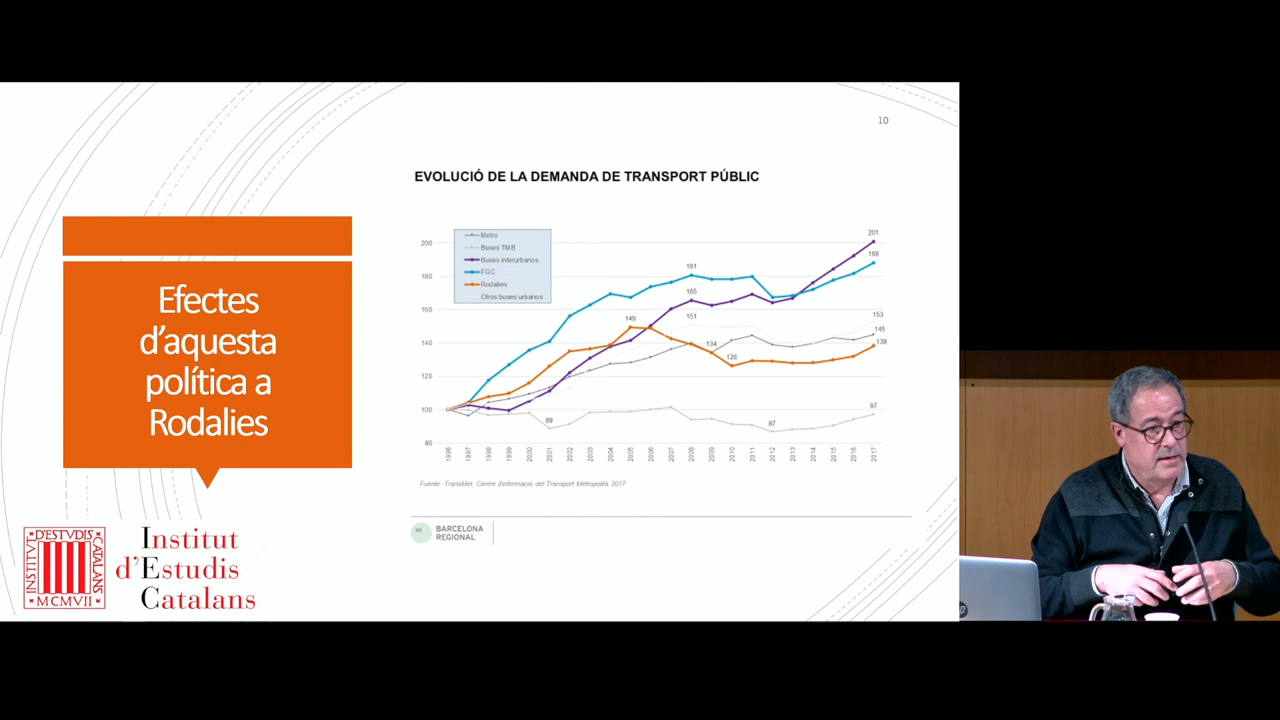 10
EVOLUCIÓ DE LA DEMANDA DE TRANSPORT PÚBLIC
Efectes
d'aquesta
política a
Rodalies
Metro
Buses TMB
Buses interurbanos
FGC
Rodalies
Otros buses urbanos
200
180
160
140
120
100
80
201
188
181
165
151
149
134
126
153
145
138
89
87
97
1996
1997
1998
1999
2000
2001
2002
2003
2004
2005
2006
2007
2008
2009
2010
2011
2012
2013
2014
2015
2016
2017
Fuente: TransMet, Centre d'informació del Transport Metropolità 2017
BARCELONA
REGIONAL
INSTITVT
D'ESTVDIS
CATALANS
MCMVII
Institut
d'Estudis
Catalans